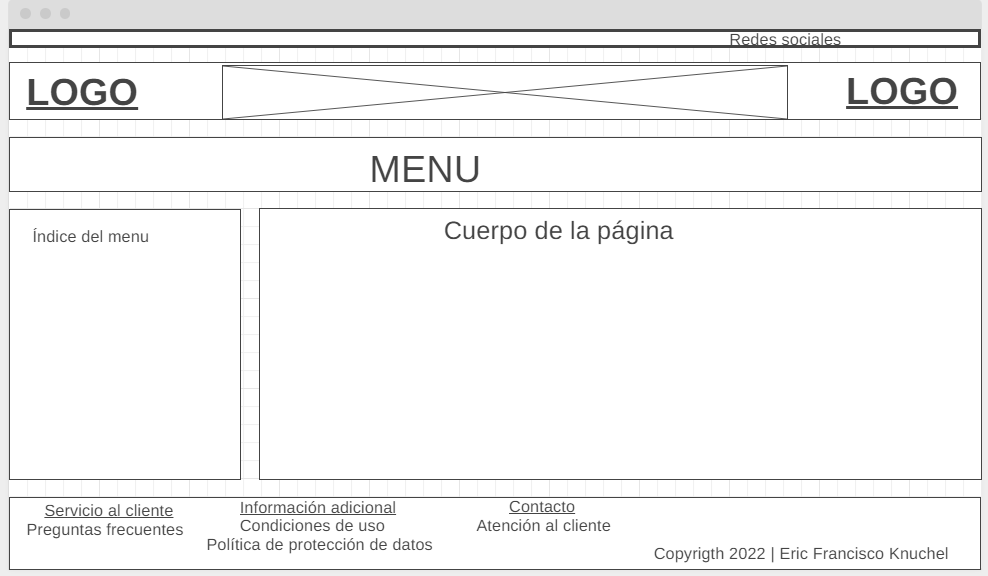 Redes sociales
LOGO
LOGO
MENU
Índice del menu
Cuerpo de la página
Servicio al cliente
Preguntas frecuentes
Información adicional
Condiciones de uso
Política de protección de datos
Contacto
Atención al cliente
Copyrigth 2022 | Eric Francisco Knuchel